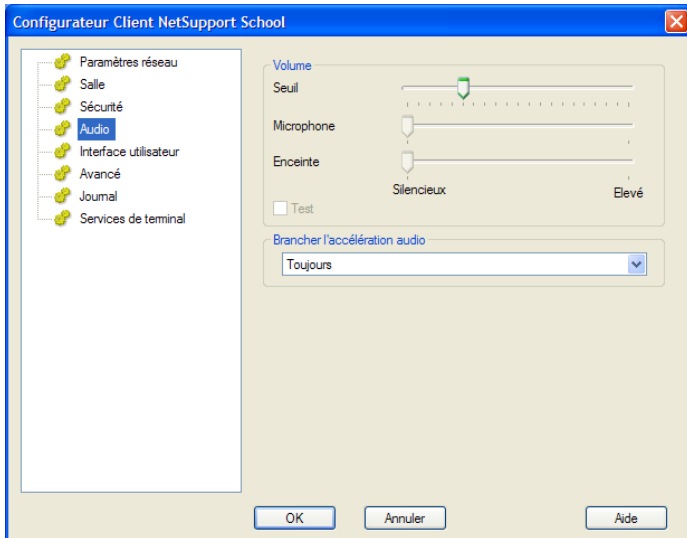 Configurateur Client NetSupport School
Paramètres réseau
Salle
Sécurité
Audio
Interface utilisateur
Avancé
Journal
Services de terminal
Volume
Seuil
Microphone
Enceinte
Silencieux
Elevé
Test
Brancher l'accélération audio
Toujours
OK
Annuler
Aide